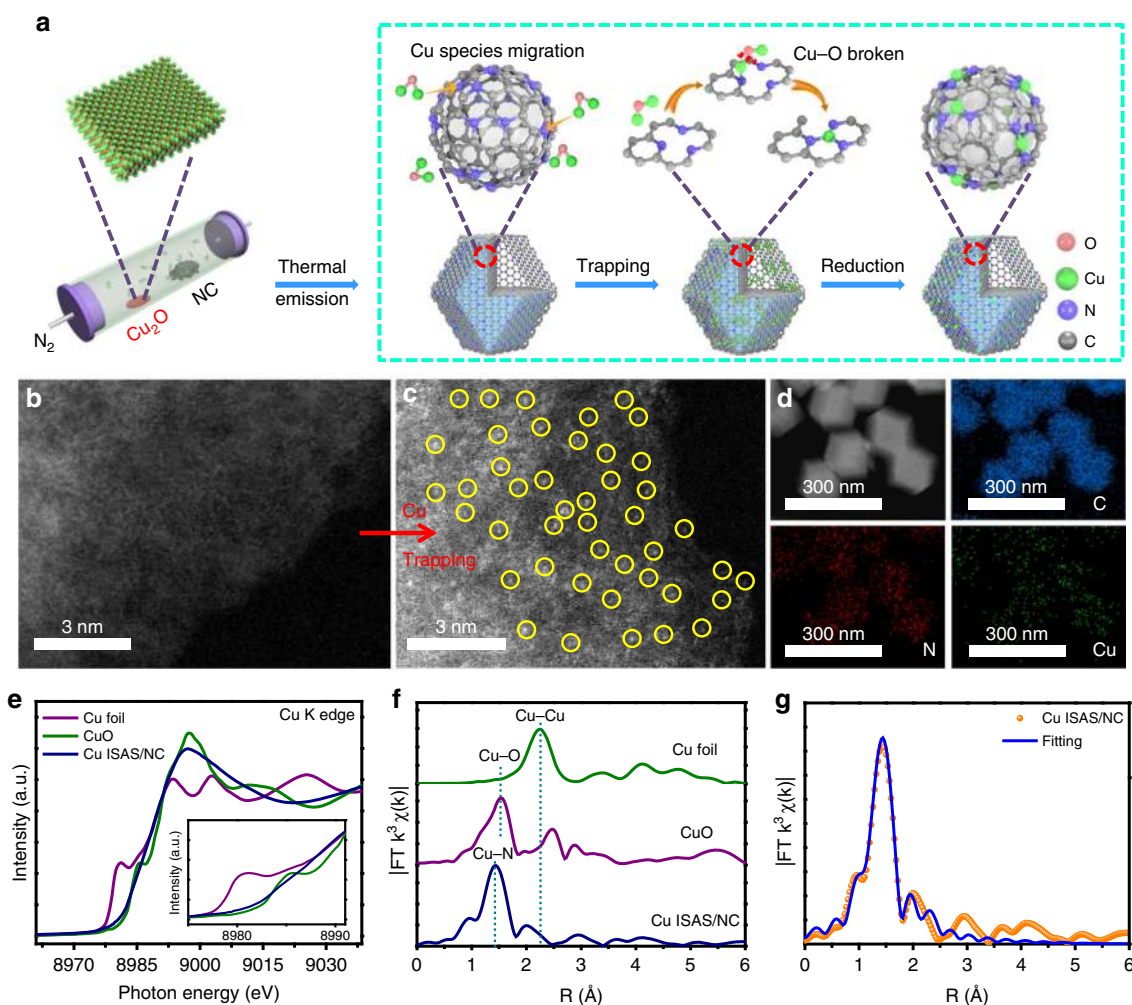 a
Cu species migration
Cu–O broken
N₂
Cu₂O
NC
Thermal
emission
Trapping
Reduction
O
Cu
N
C
b
3 nm
c
Cu
Trapping
3 nm
d
300 nm
300 nm
C
300 nm
N
300 nm
Cu
e
Cu foil
CuO
Cu ISAS/NC
Cu K edge
Intensity (a.u.)
Intensity (a.u.)
8980 8990
8970 8985 9000 9015 9030
Photon energy (eV)
f
Cu–Cu
Cu–O
Cu foil
CuO
Cu–N
Cu ISAS/NC
|FT k³ χ(k)|
0 1 2 3 4 5 6
R (Å)
g
Cu ISAS/NC
Fitting
|FT k³ χ(k)|
0 1 2 3 4 5 6
R (Å)